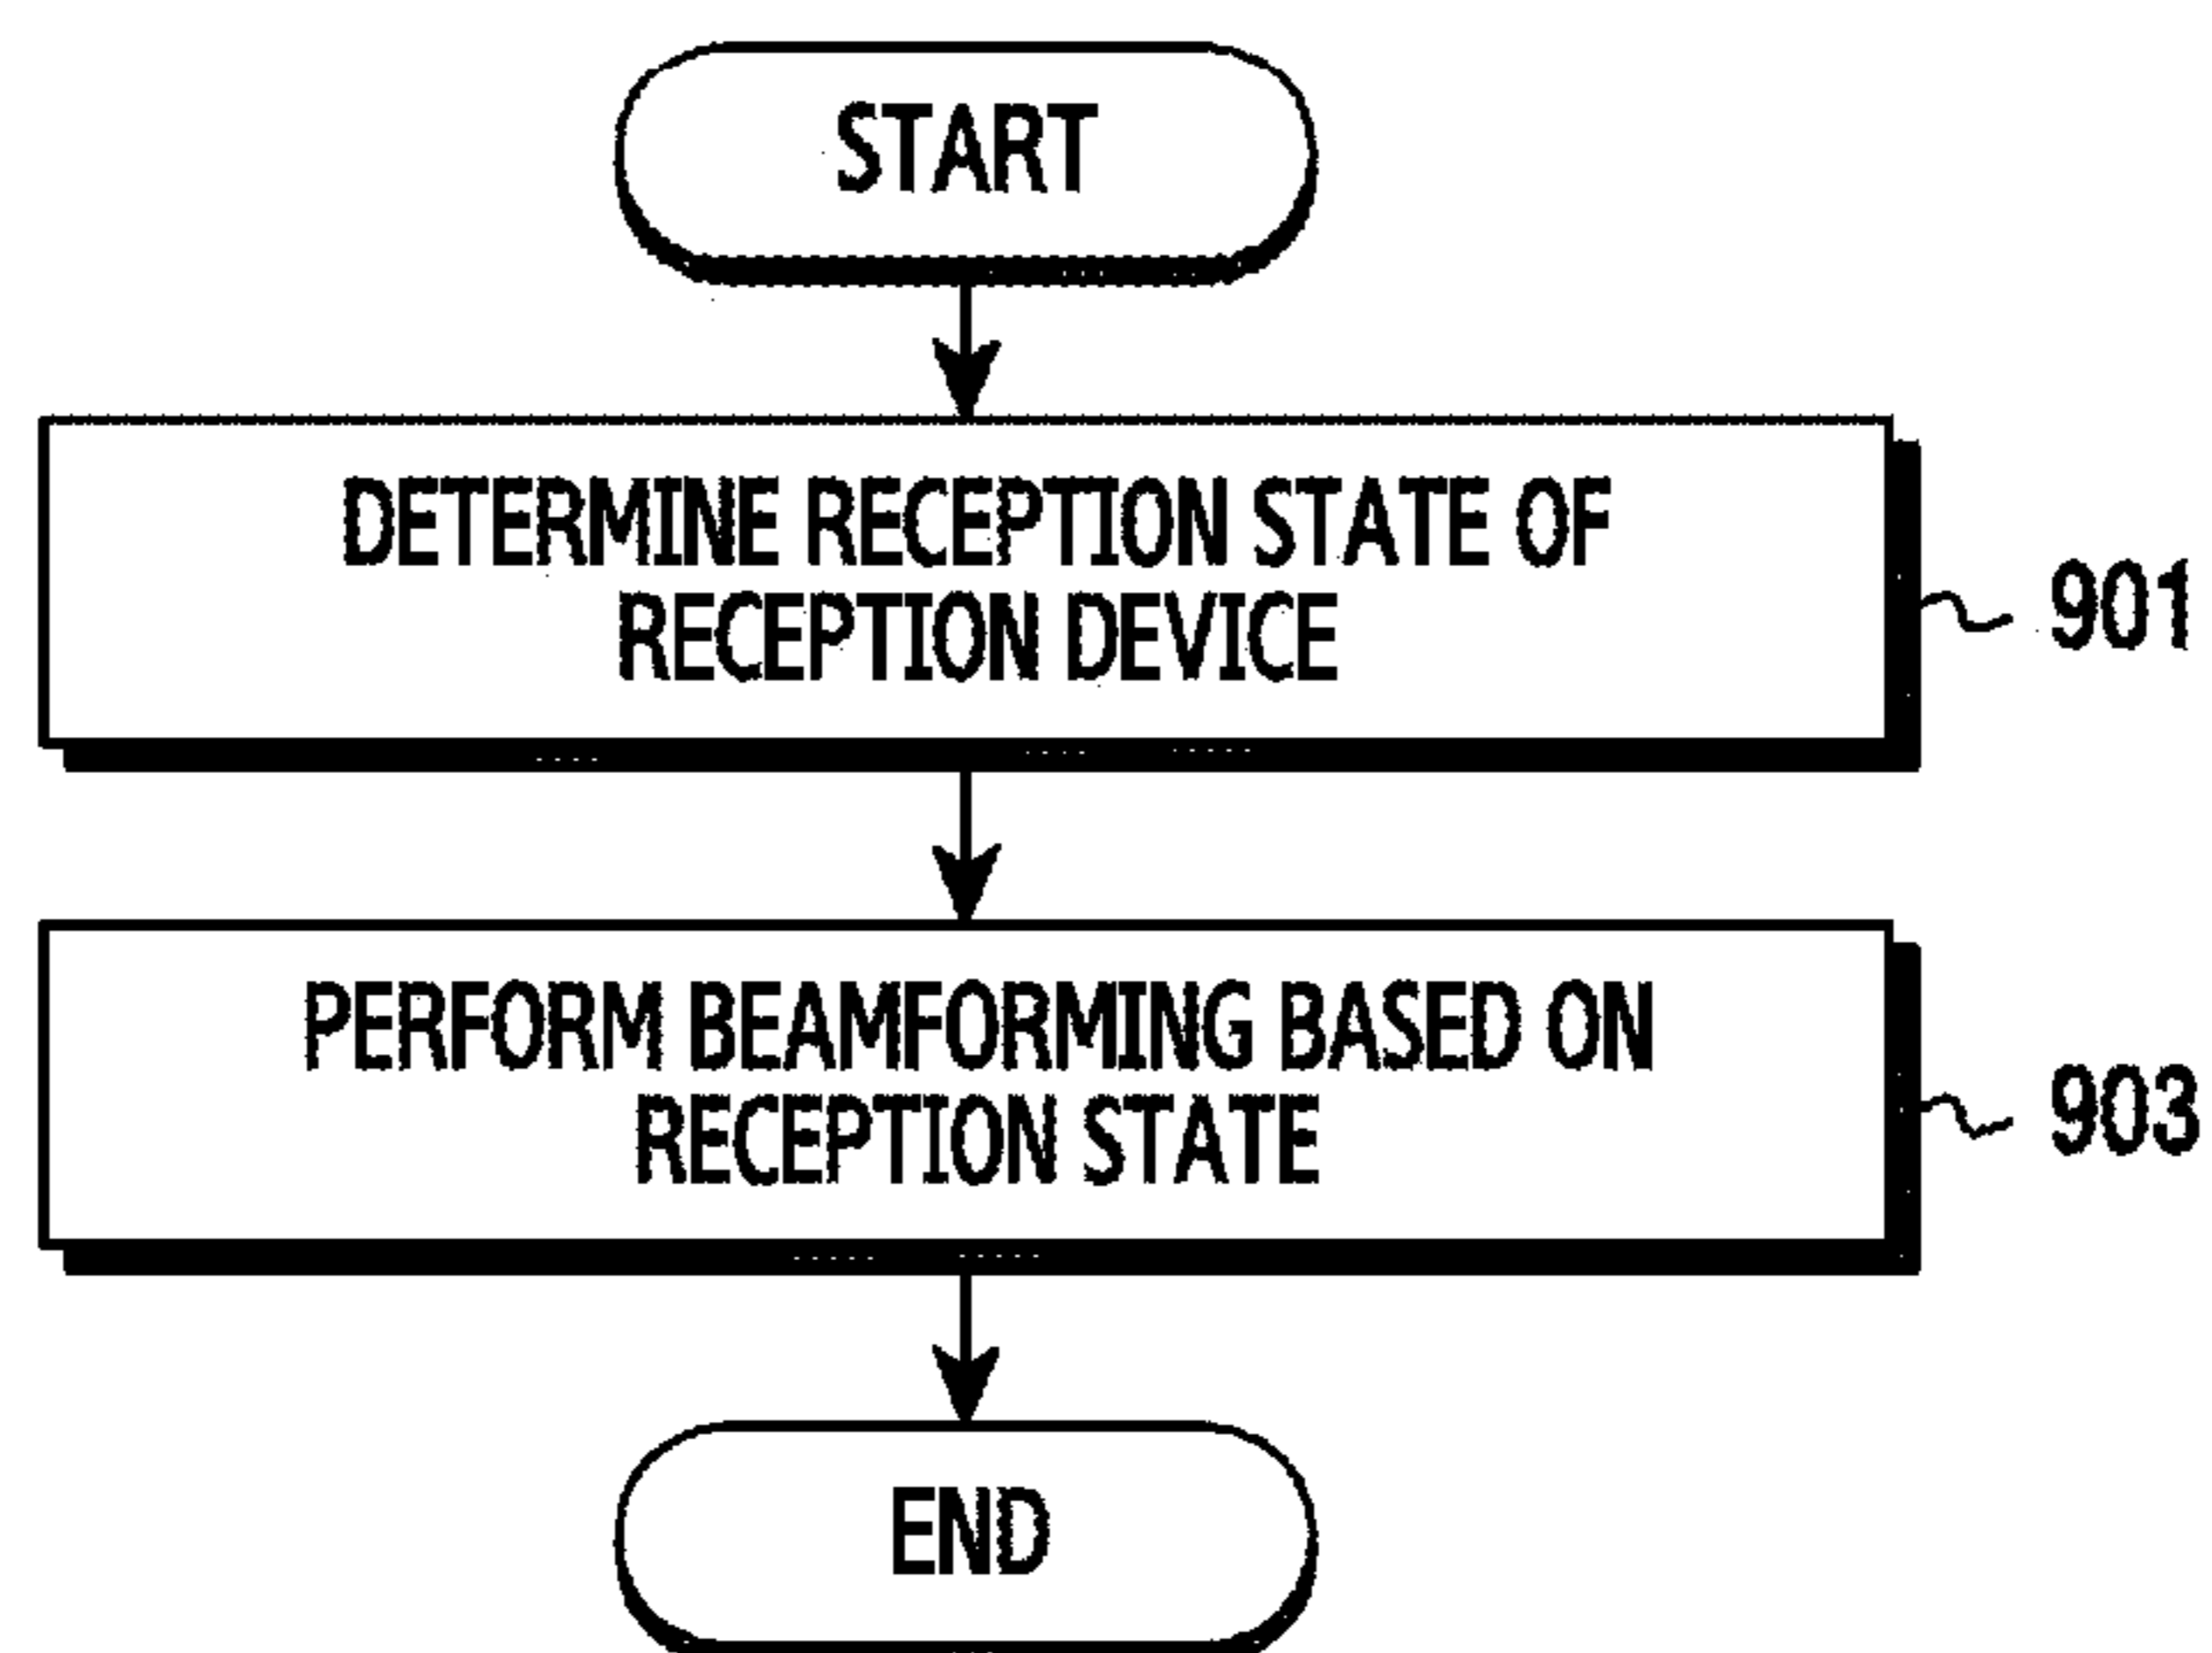 START
DETERMINE RECEPTION STATE OF
RECEPTION DEVICE
901
PERFORM BEAMFORMING BASED ON
RECEPTION STATE
903
END